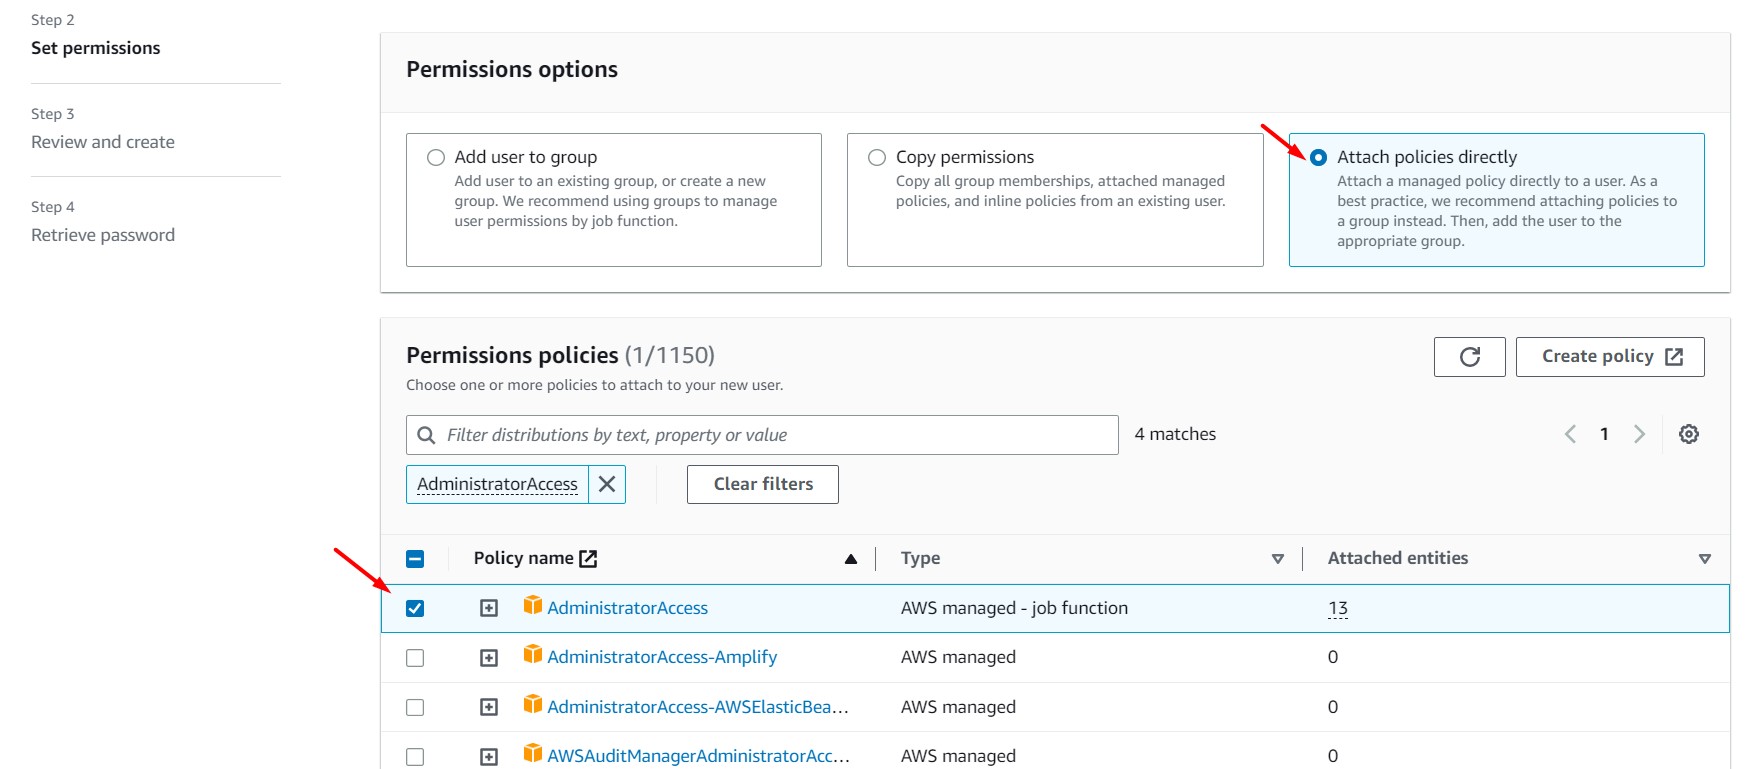 Step 2
Set permissions
Step 3
Review and create
Step 4
Retrieve password
Permissions options
Add user to group
Add user to an existing group, or create a new
group. We recommend using groups to manage
user permissions by job function.
Copy permissions
Copy all group memberships, attached managed
policies, and inline policies from an existing user.
Attach policies directly
Attach a managed policy directly to a user. As a
best practice, we recommend attaching policies to
a group instead. Then, add the user to the
appropriate group.
Permissions policies (1/1150)
Choose one or more policies to attach to your new user.
Create policy
Filter distributions by text, property or value
4 matches
1
AdministratorAccess
Clear filters
Policy name Type Attached entities
AdministratorAccess AWS managed - job function 13
AdministratorAccess-Amplify AWS managed 0
AdministratorAccess-AWSElasticBea... AWS managed 0
AWSAuditManagerAdministratorAcc... AWS managed 0